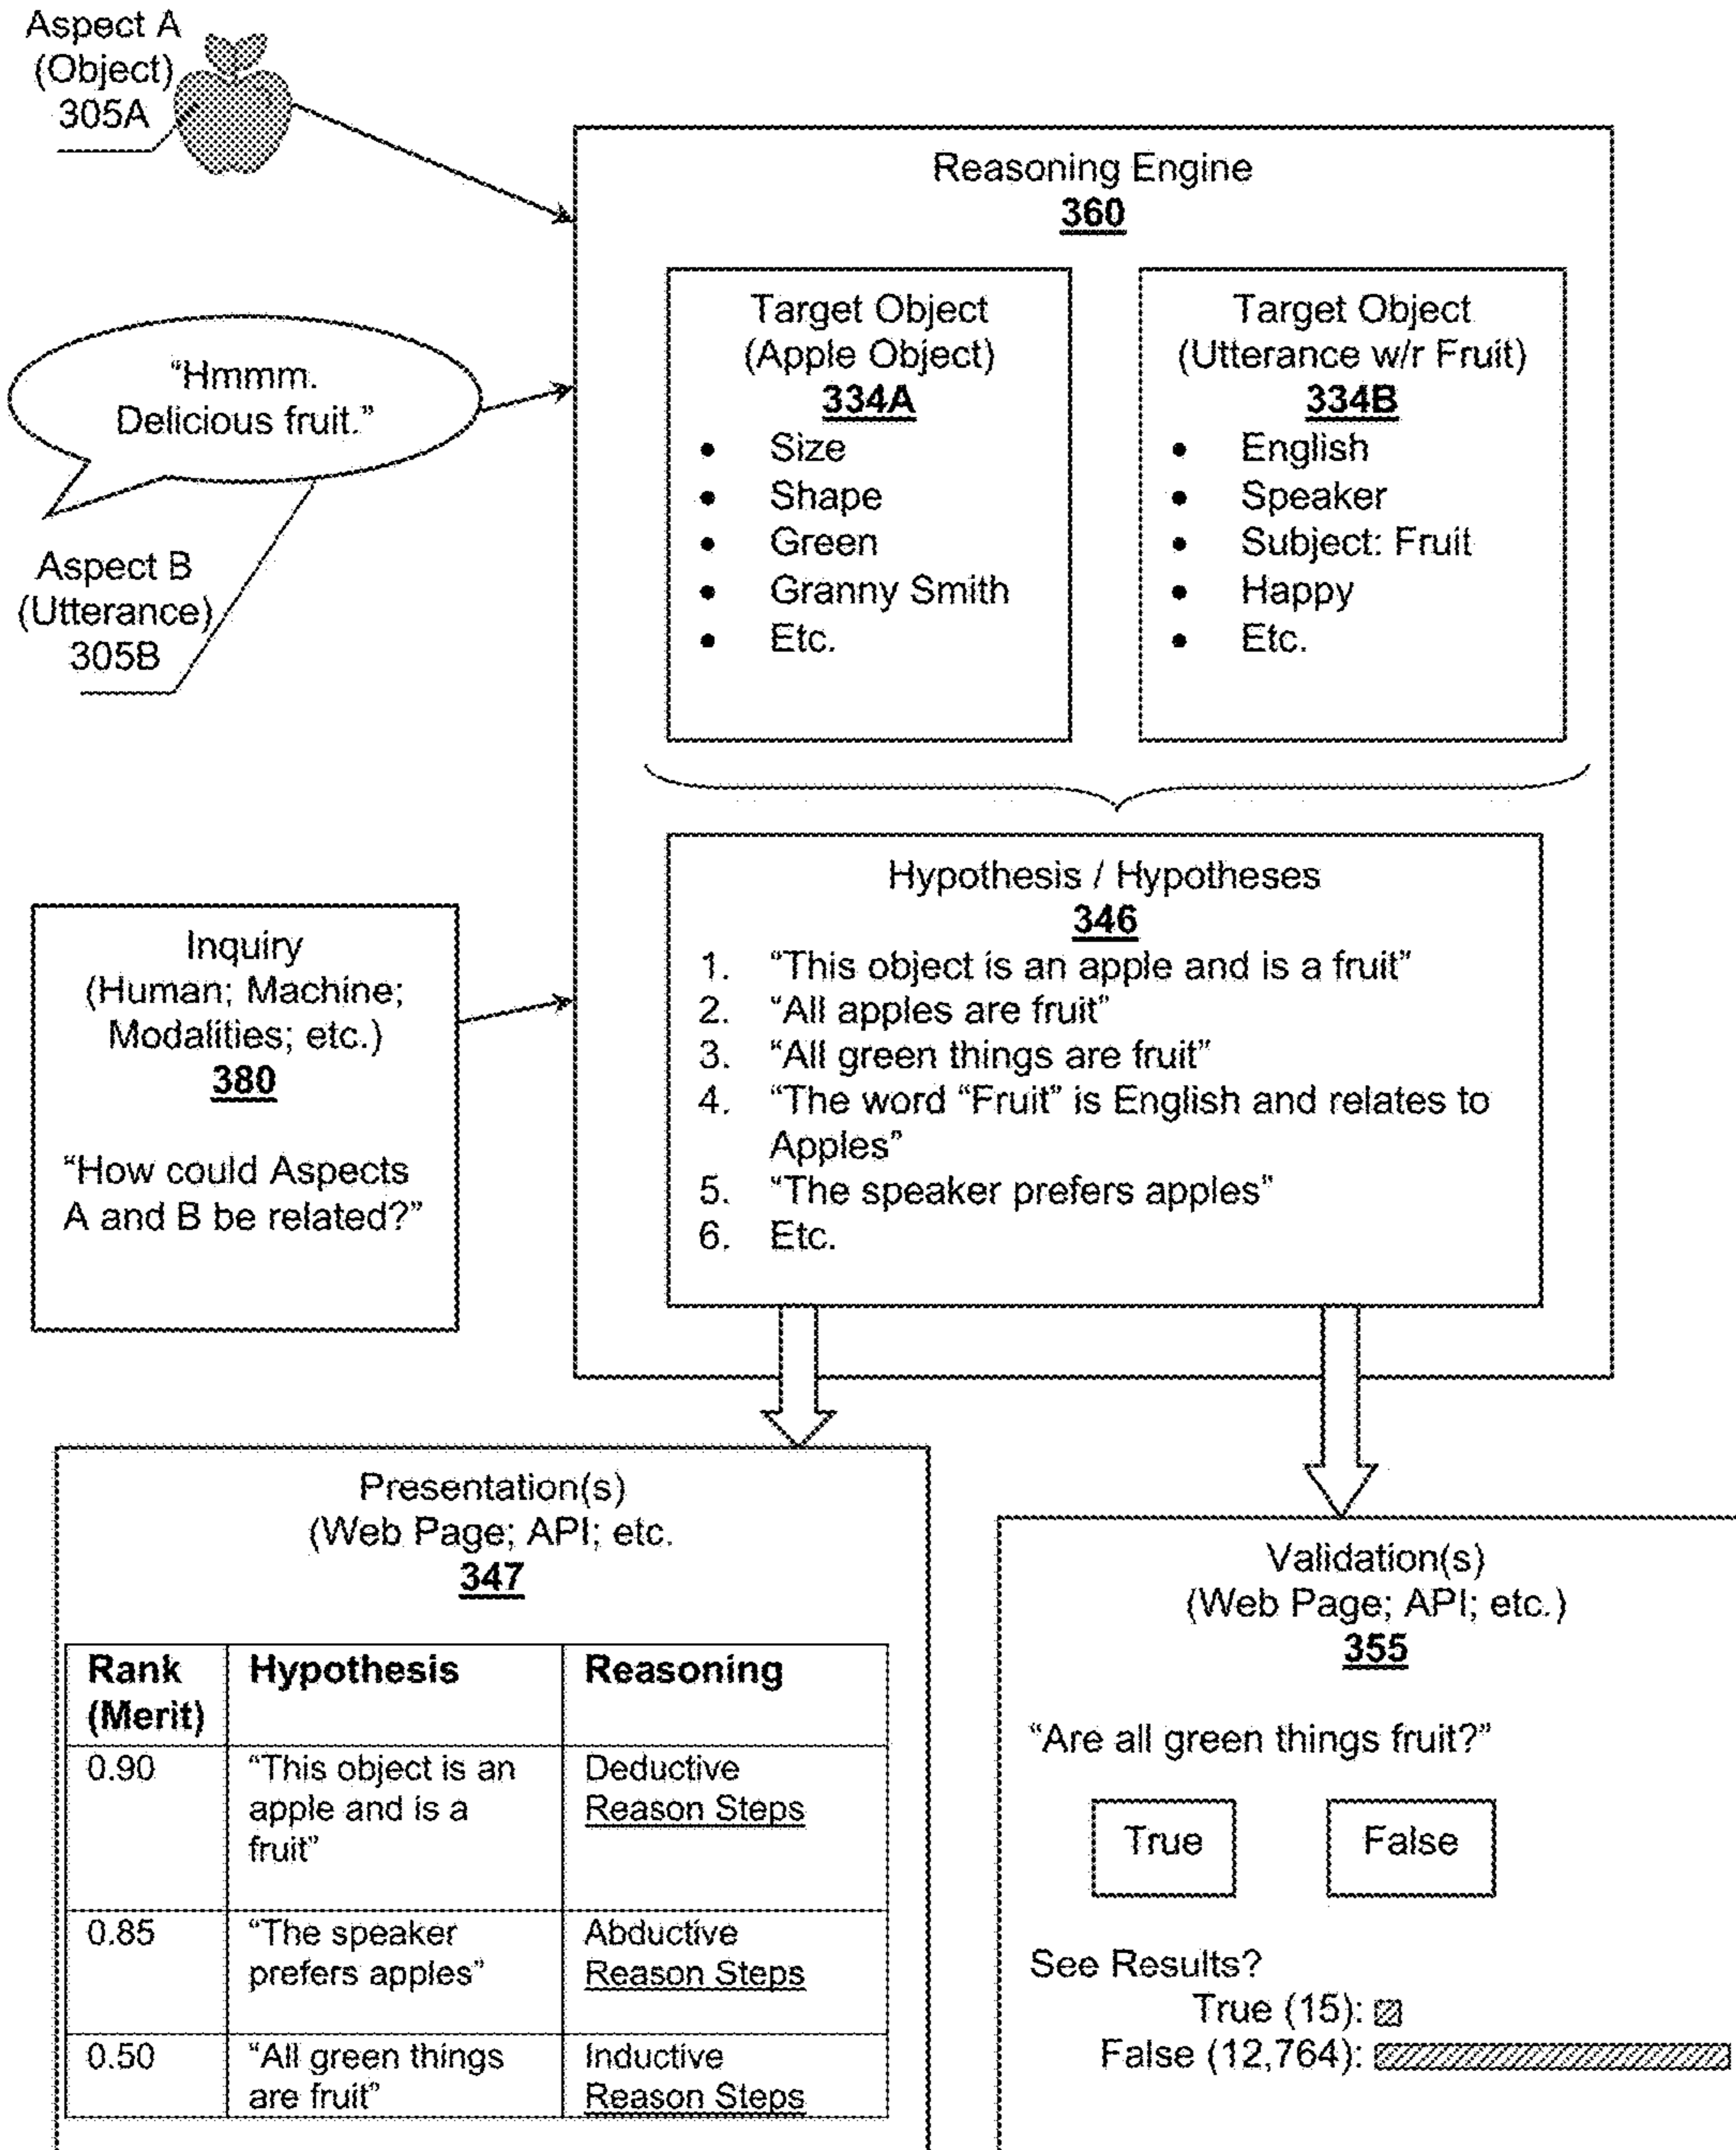 Aspect A
(Object)
305A
"Hmmm.
Delicious fruit."
Aspect B
(Utterance)
305B
Inquiry
(Human; Machine;
Modalities; etc.)
380
"How could Aspects
A and B be related?"
Reasoning Engine
360
Target Object
(Apple Object)
334A
• Size
• Shape
• Green
• Granny Smith
• Etc.
Target Object
(Utterance w/r Fruit)
334B
• English
• Speaker
• Subject: Fruit
• Happy
• Etc.
Hypothesis / Hypotheses
346
1. "This object is an apple and is a fruit"
2. "All apples are fruit"
3. "All green things are fruit"
4. "The word "Fruit" is English and relates to
Apples"
5. "The speaker prefers apples"
6. Etc.
Presentation(s)
(Web Page; API; etc.
347
Rank
(Merit)
Hypothesis
Reasoning
0.90
"This object is an
apple and is a
fruit"
Deductive
Reason Steps
0.85
"The speaker
prefers apples"
Abductive
Reason Steps
0.50
"All green things
are fruit"
Inductive
Reason Steps
Validation(s)
(Web Page; API; etc.)
355
"Are all green things fruit?"
True
False
See Results?
True (15):
False (12,764):